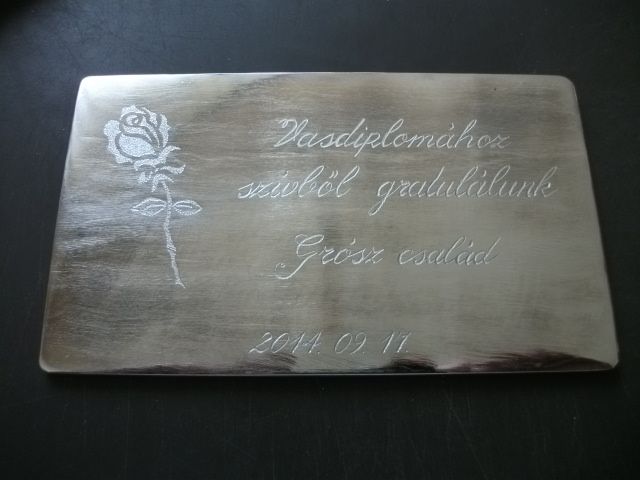 Vasdiplomához
szívből gratulálunk
Grósz család
2014. 09. 17.